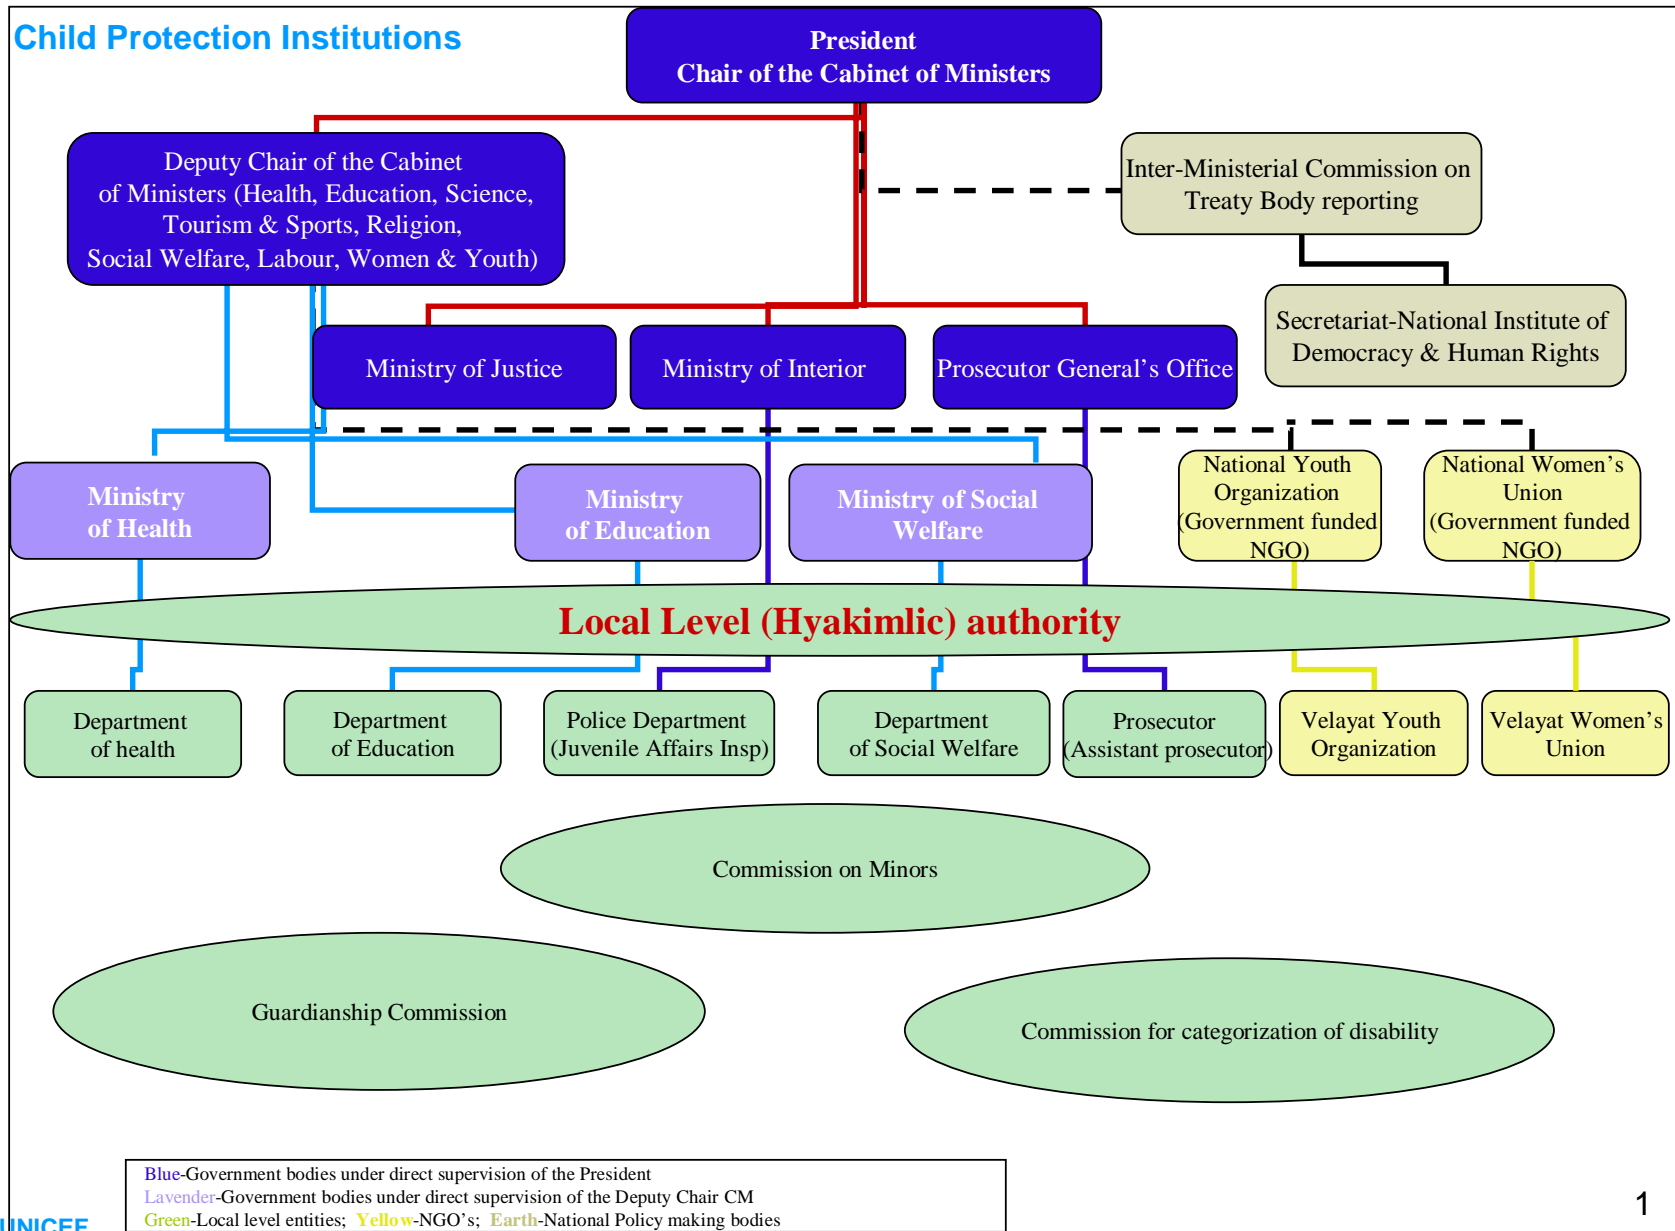 Child Protection Institutions
President
Chair of the Cabinet of Ministers
Deputy Chair of the Cabinet
of Ministers (Health, Education, Science,
Tourism & Sports, Religion,
Social Welfare, Labour, Women & Youth)
Inter-Ministerial Commission on
Treaty Body reporting
Secretariat-National Institute of
Democracy & Human Rights
Ministry of Justice
Ministry of Interior
Prosecutor General’s Office
Ministry
of Health
Ministry
of Education
Ministry of Social
Welfare
National Youth
Organization
(Government funded
NGO)
National Women’s
Union
(Government funded
NGO)
Local Level (Hyakimlic) authority
Department
of health
Department
of Education
Police Department
(Juvenile Affairs Insp)
Department
of Social Welfare
Prosecutor
(Assistant prosecutor)
Velayat Youth
Organization
Velayat Women’s
Union
Commission on Minors
Guardianship Commission
Commission for categorization of disability
Blue-Government bodies under direct supervision of the President
Lavender-Government bodies under direct supervision of the Deputy Chair CM
Green-Local level entities; Yellow-NGO’s; Earth-National Policy making bodies
UNICEF
1